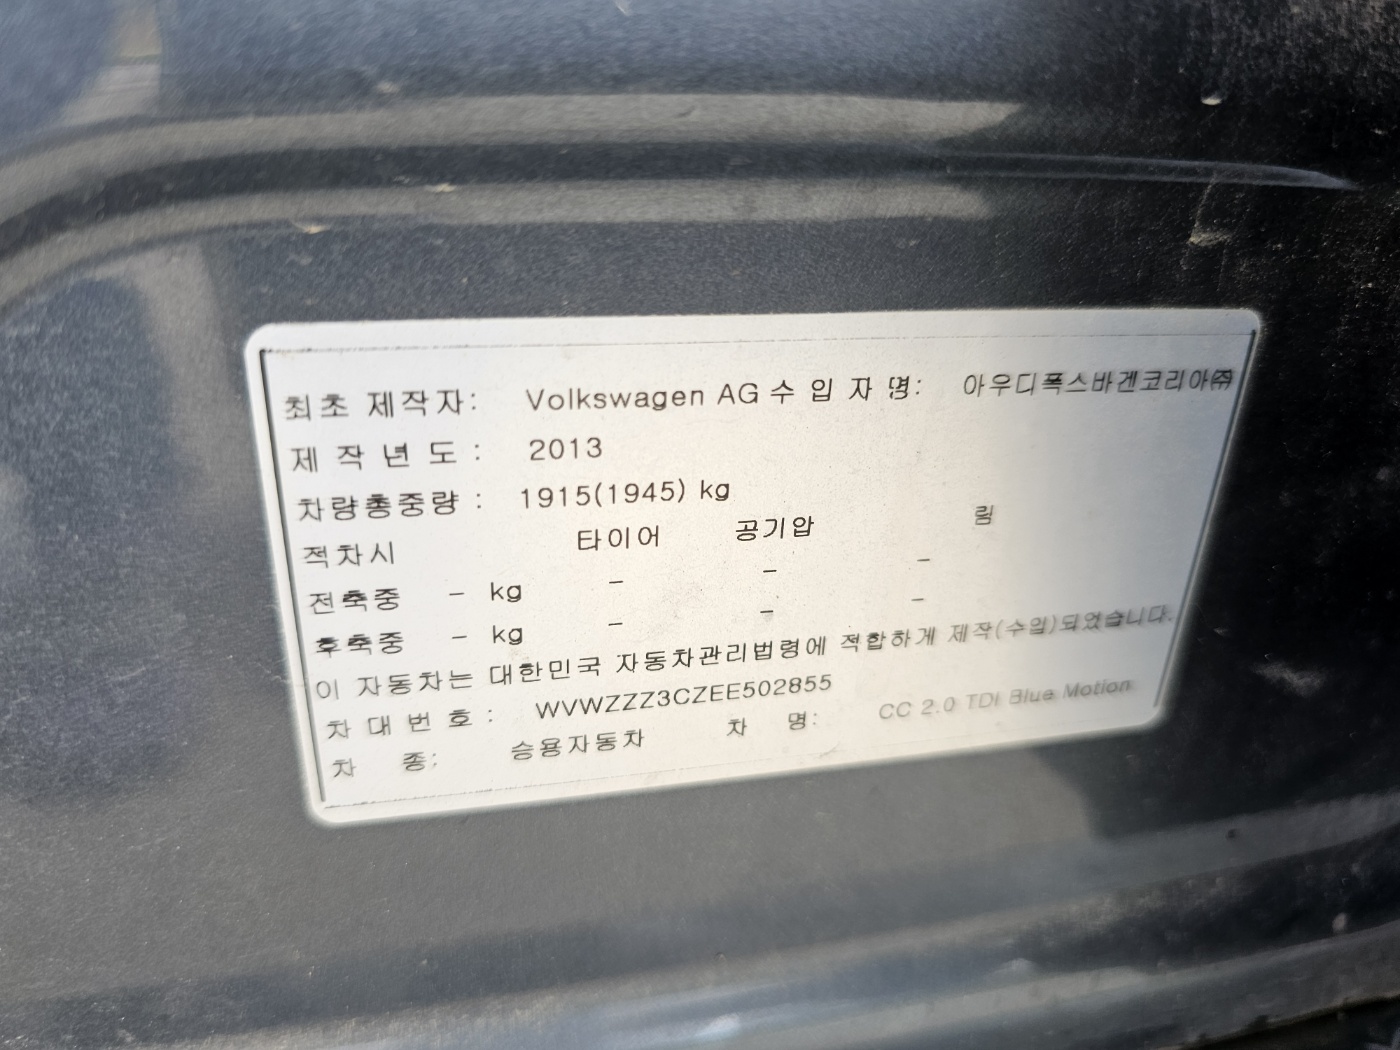 최초 제작자: Volkswagen AG 수 입 자 명: 아우디폭스바겐코리아㈜
제 작 년 도 : 2013
차량총중량 : 1915(1945) kg
적차시 타이어 공기압 림
전축중 - kg - - -
후축중 - kg - - -
이 자동차는 대한민국 자동차관리법령에 적합하게 제작(수입)되었습니다.
차 대 번 호 : WVWZZZ3CZEE502855
차 종; 승용자동차 차 명: CC 2.0 TDI Blue Motion